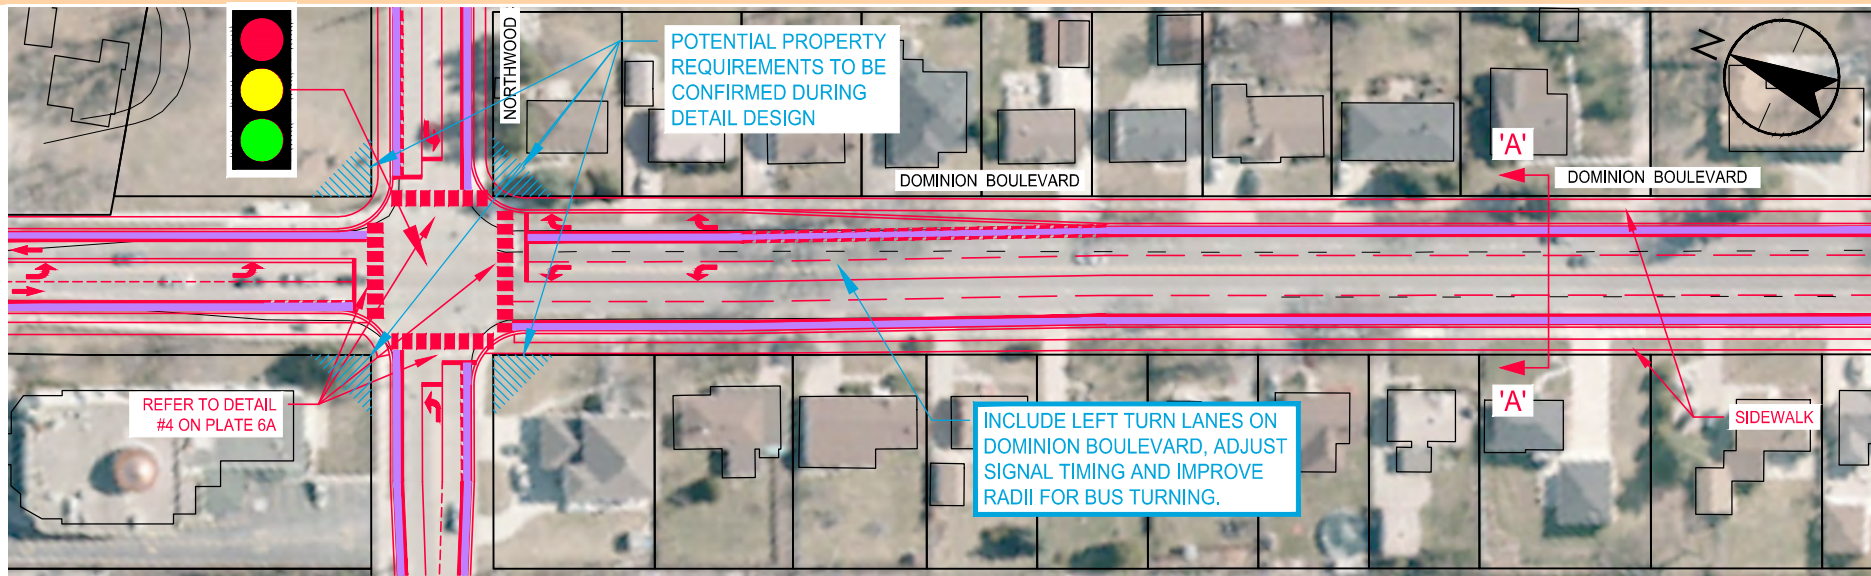 NORTHWOOD
POTENTIAL PROPERTY
REQUIREMENTS TO BE
CONFIRMED DURING
DETAIL DESIGN
N
'A'
DOMINION BOULEVARD
DOMINION BOULEVARD
REFER TO DETAIL
#4 ON PLATE 6A
INCLUDE LEFT TURN LANES ON
DOMINION BOULEVARD, ADJUST
SIGNAL TIMING AND IMPROVE
RADII FOR BUS TURNING.
'A'
SIDEWALK